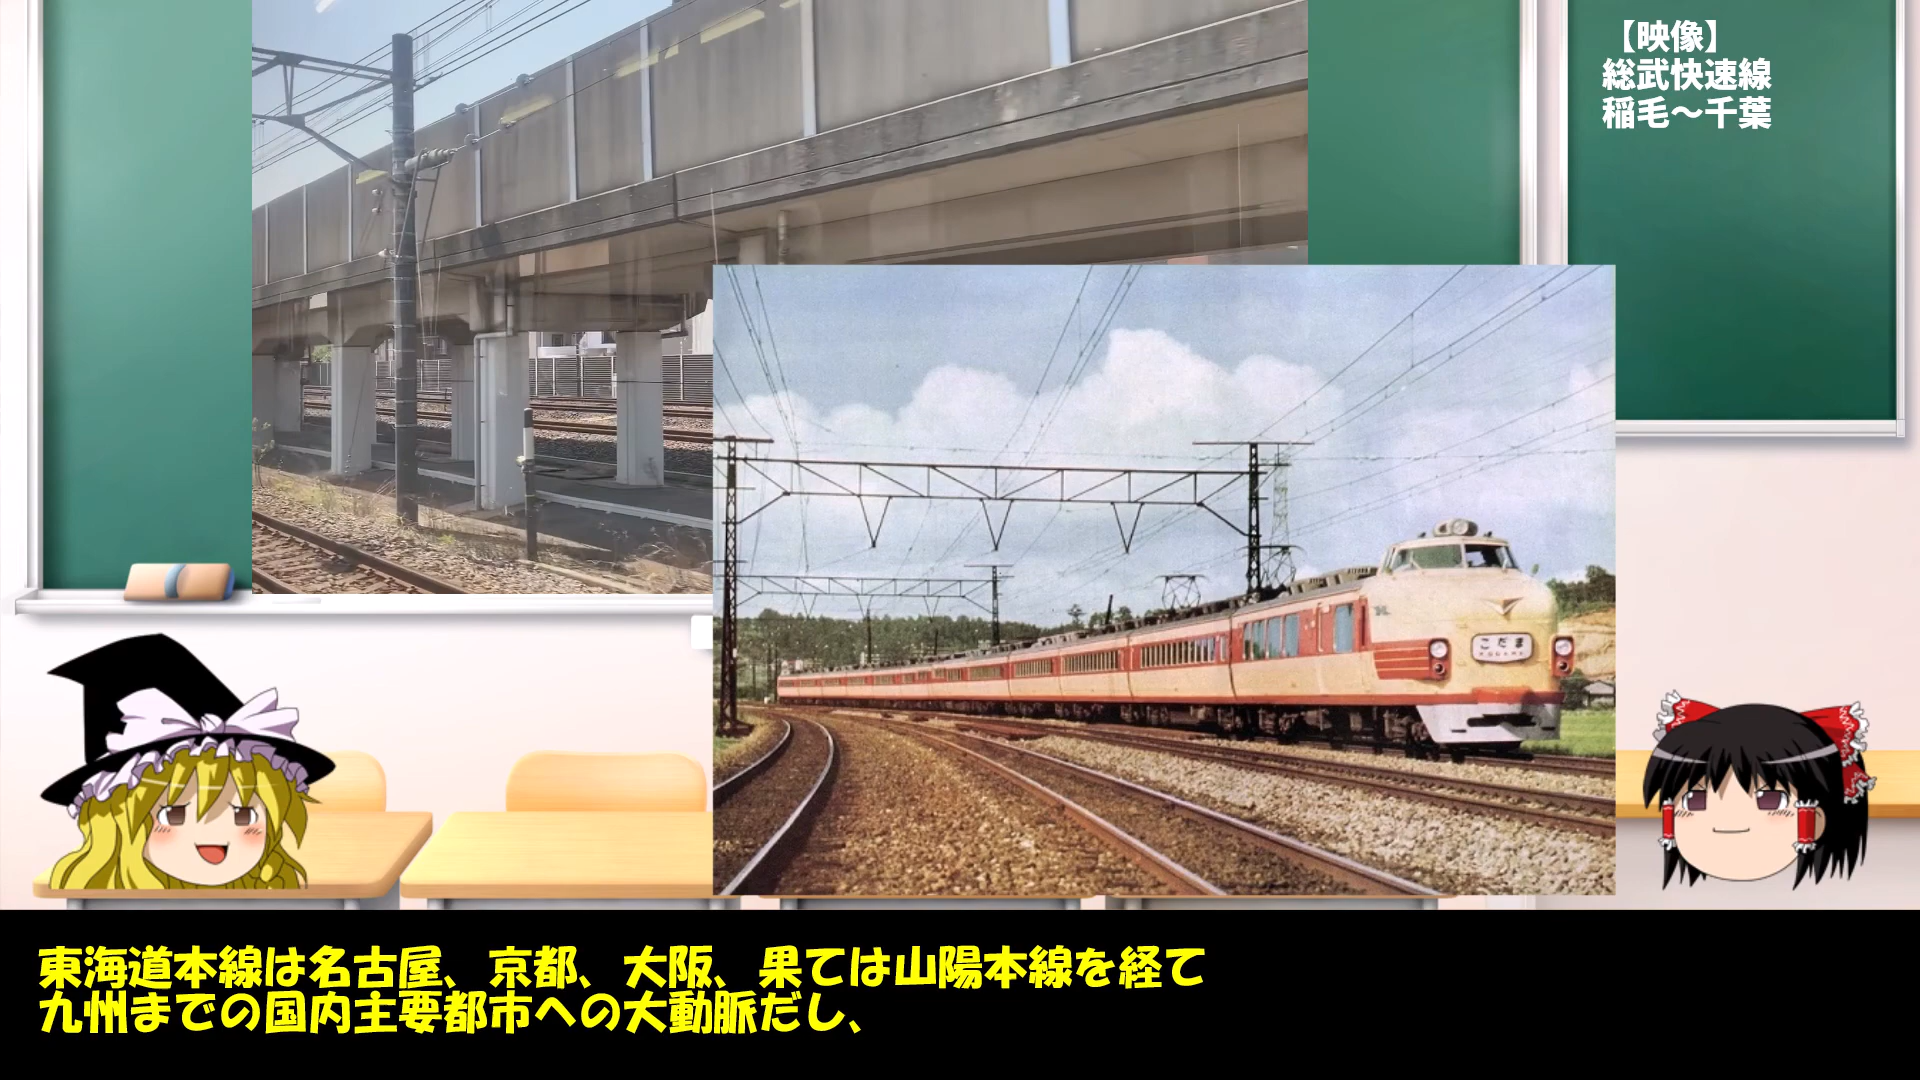 【映像】
総武快速線
稲毛～千葉
こだま
KODAMA
東海道本線は名古屋、京都、大阪、果ては山陽本線を経て
九州までの国内主要都市への大動脈だし、